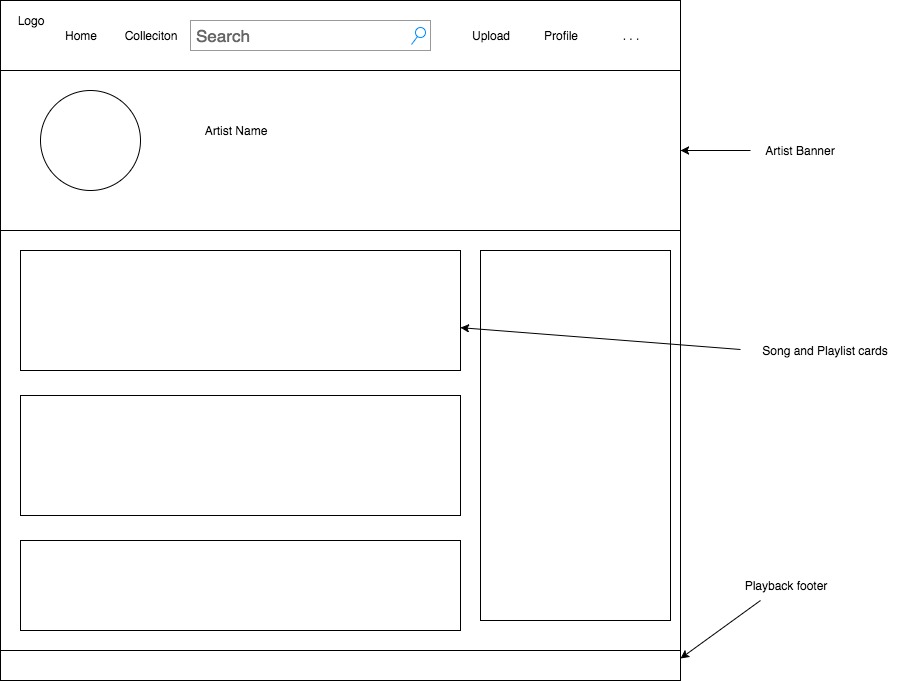 Logo
Home
Colleciton
Search
Upload
Profile
. . .
Artist Name
Artist Banner
Song and Playlist cards
Playback footer